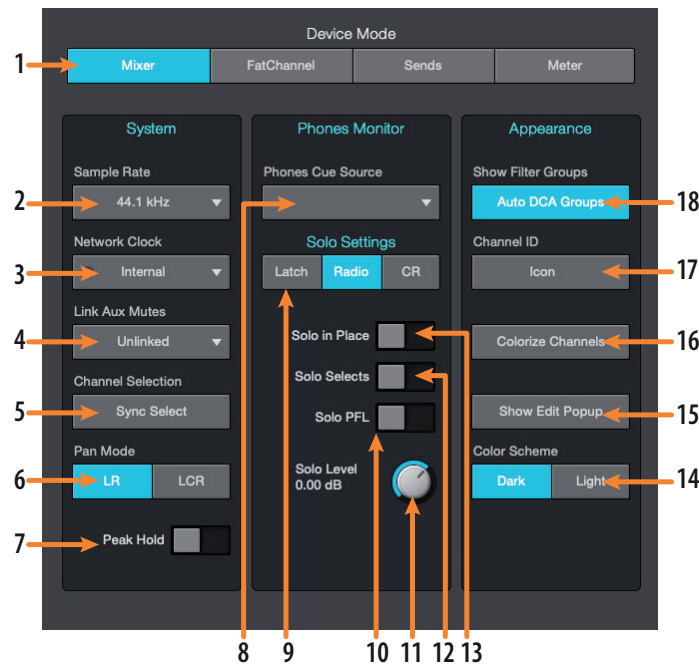 Device Mode
1 Mixer FatChannel Sends Meter
System
Sample Rate
2 44.1 kHz
Network Clock
3 Internal
Link Aux Mutes
4 Unlinked
Channel Selection
5 Sync Select
Pan Mode
6 LR LCR
7 Peak Hold
Phones Monitor
Phones Cue Source
Solo Settings
Latch Radio CR
Solo in Place
Solo Selects
Solo PFL
Solo Level
0.00 dB
Appearance
Show Filter Groups
Auto DCA Groups 18
Channel ID
Icon 17
Colorize Channels 16
Show Edit Popup 15
Color Scheme
Dark Light 14
8 9 10 11 12 13